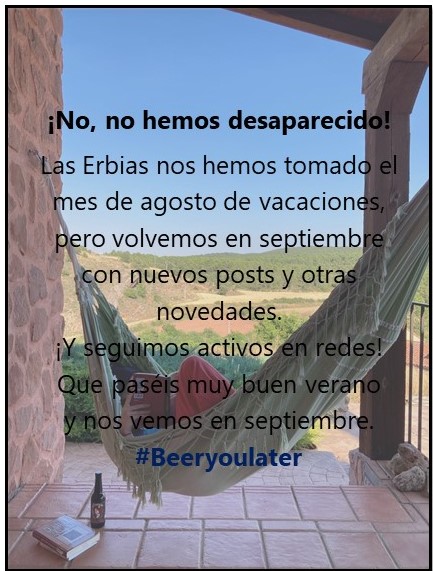 ¡No, no hemos desaparecido!
Las Erbias nos hemos tomado el
mes de agosto de vacaciones,
pero volvemos en septiembre
con nuevos posts y otras
novedades.
¡Y seguimos activos en redes!
Que paséis muy buen verano
y nos vemos en septiembre.
#Beeryoulater